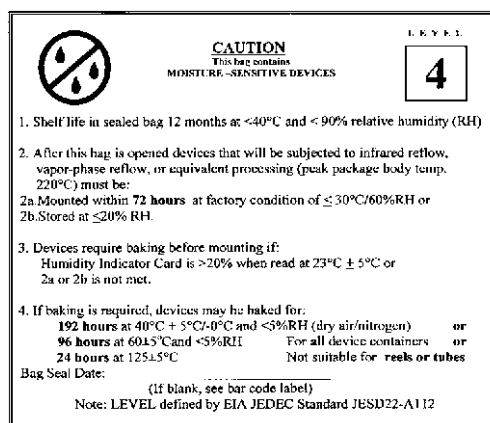 LEVEL
CAUTION
This bag contains
MOISTURE –SENSITIVE DEVICES
4
1. Shelf life in sealed bag 12 months at <40°C and < 90% relative humidity (RH)
2. After this bag is opened devices that will be subjected to infrared reflow,
vapor-phase reflow, or equivalent processing (peak package body temp.
220°C) must be:
2a.Mounted within 72 hours at factory condition of ≤ 30°C/60%RH or
2b.Stored at ≤20% RH.
3. Devices require baking before mounting if:
Humidity Indicator Card is >20% when read at 23°C ± 5°C or
2a or 2b is not met.
4. If baking is required, devices may be baked for:
192 hours at 40°C + 5°C/-0°C and <5%RH (dry air/nitrogen) or
96 hours at 60±5°Cand <5%RH For all device containers or
24 hours at 125±5°C Not suitable for reels or tubes
Bag Seal Date:
(If blank, see bar code label)
Note: LEVEL defined by EIA JEDEC Standard JESD22-A112